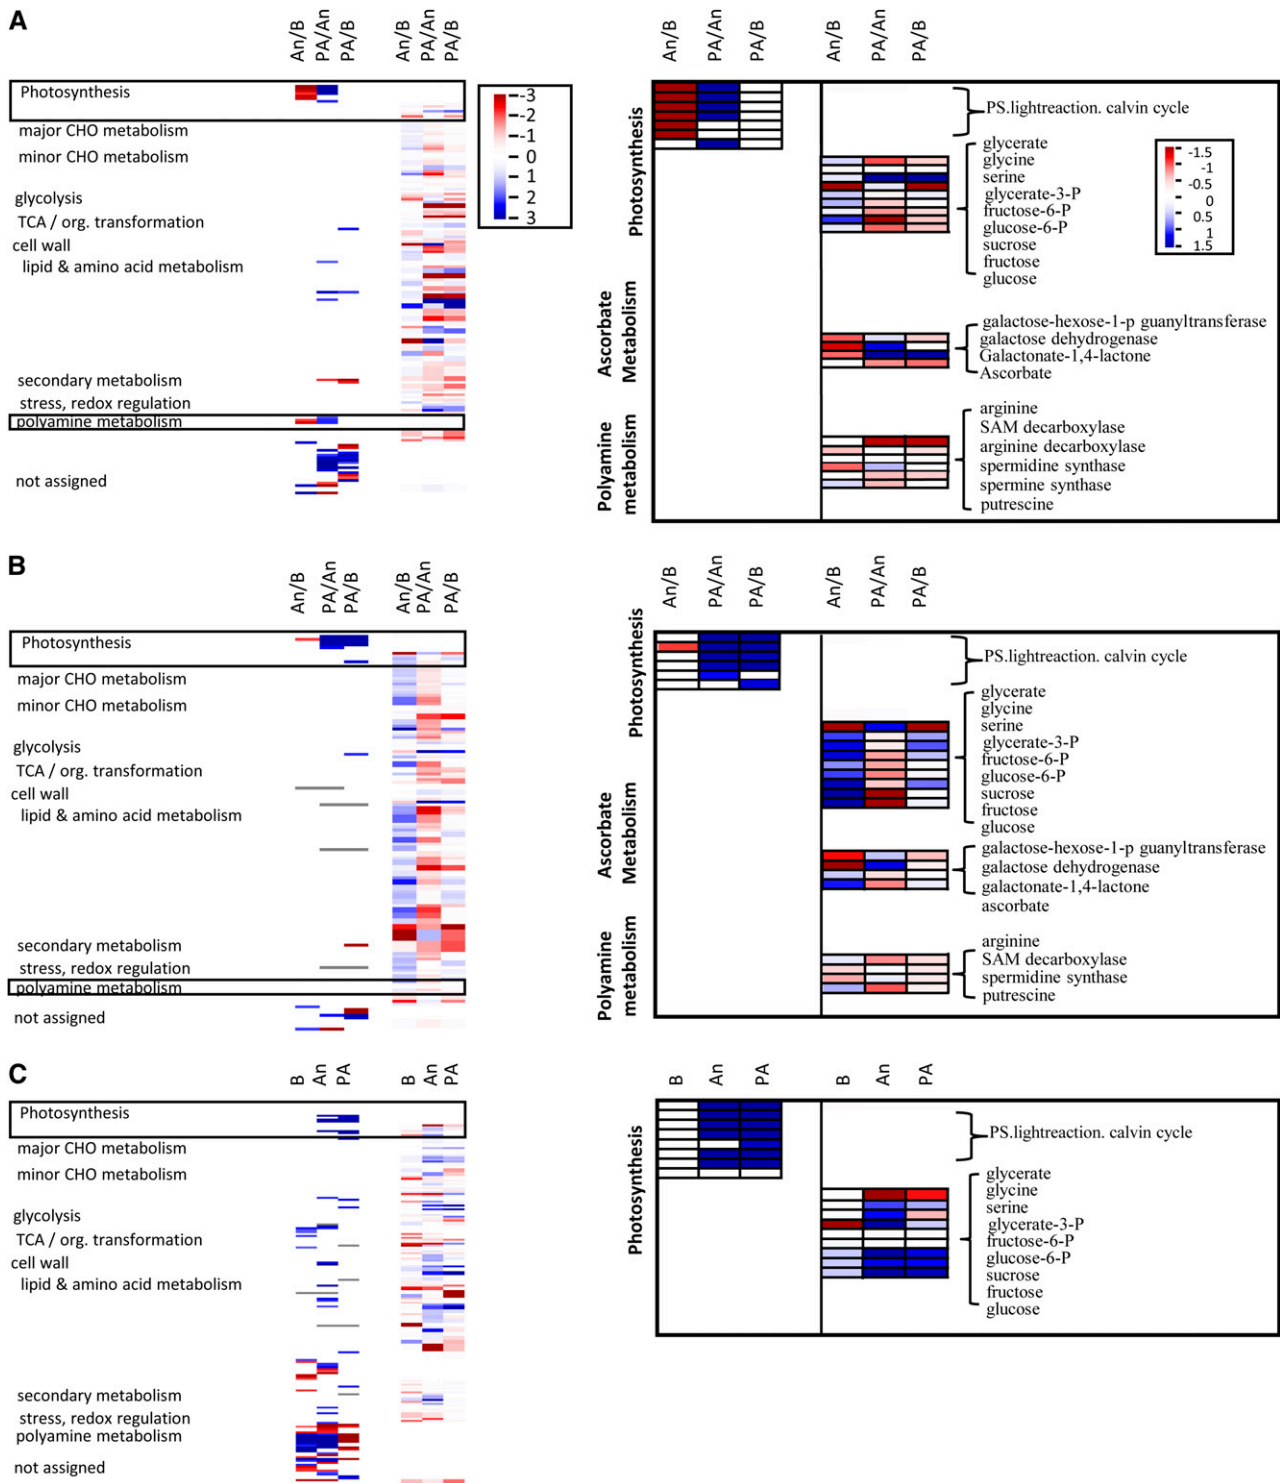 A
An/B
PA/An
PA/B
An/B
PA/An
PA/B
Photosynthesis
major CHO metabolism
minor CHO metabolism
glycolysis
TCA / org. transformation
cell wall
lipid & amino acid metabolism
secondary metabolism
stress, redox regulation
polyamine metabolism
not assigned
-3
-2
-1
0
1
2
3
An/B
PA/An
PA/B
An/B
PA/An
PA/B
Photosynthesis
Ascorbate
Metabolism
Polyamine
metabolism
PS.lightreaction. calvin cycle
glycerate
glycine
serine
glycerate-3-P
fructose-6-P
glucose-6-P
sucrose
fructose
glucose
-1.5
-1
-0.5
0
0.5
1
1.5
galactose-hexose-1-p guanyltransferase
galactose dehydrogenase
Galactonate-1,4-lactone
Ascorbate
arginine
SAM decarboxylase
arginine decarboxylase
spermidine synthase
spermine synthase
putrescine
B
An/B
PA/An
PA/B
An/B
PA/An
PA/B
Photosynthesis
major CHO metabolism
minor CHO metabolism
glycolysis
TCA / org. transformation
cell wall
lipid & amino acid metabolism
secondary metabolism
stress, redox regulation
polyamine metabolism
not assigned
An/B
PA/An
PA/B
An/B
PA/An
PA/B
Photosynthesis
Ascorbate
Metabolism
Polyamine
metabolism
PS.lightreaction. calvin cycle
glycerate
glycine
serine
glycerate-3-P
fructose-6-P
glucose-6-P
sucrose
fructose
glucose
galactose-hexose-1-p guanyltransferase
galactose dehydrogenase
galactonate-1,4-lactone
ascorbate
arginine
SAM decarboxylase
spermidine synthase
putrescine
C
B
An
PA
B
An
PA
Photosynthesis
major CHO metabolism
minor CHO metabolism
glycolysis
TCA / org. transformation
cell wall
lipid & amino acid metabolism
secondary metabolism
stress, redox regulation
polyamine metabolism
not assigned
B
An
PA
B
An
PA
Photosynthesis
PS.lightreaction. calvin cycle
glycerate
glycine
serine
glycerate-3-P
fructose-6-P
glucose-6-P
sucrose
fructose
glucose